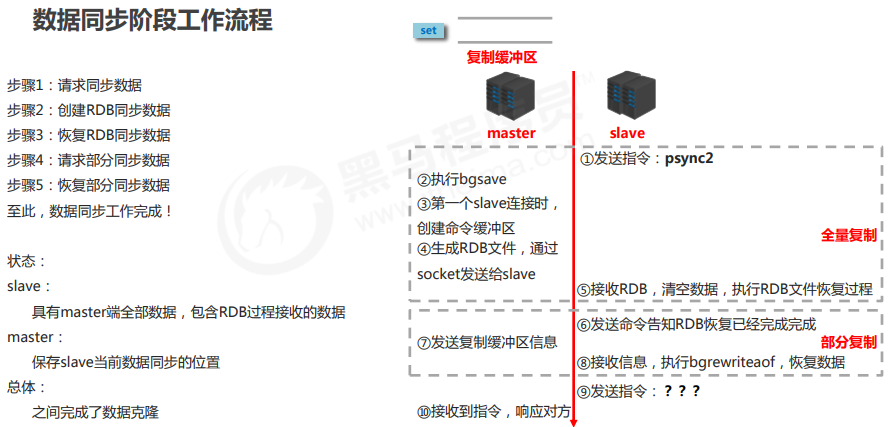 数据同步阶段工作流程
步骤1：请求同步数据
步骤2：创建RDB同步数据
步骤3：恢复RDB同步数据
步骤4：请求部分同步数据
步骤5：恢复部分同步数据
至此，数据同步工作完成！
状态：
slave：
具有master端全部数据，包含RDB过程接收的数据
master：
保存slave当前数据同步的位置
总体：
之间完成了数据克隆
set
复制缓冲区
master
slave
①发送指令：psync2
②执行bgsave
③第一个slave连接时，
创建命令缓冲区
④生成RDB文件，通过
socket发送给slave
全量复制
⑤接收RDB，清空数据，执行RDB文件恢复过程
⑥发送命令告知RDB恢复已经完成完成
⑦发送复制缓冲区信息
部分复制
⑧接收信息，执行bgrewriteaof，恢复数据
⑨发送指令：？？？
⑩接收到指令，响应对方
黑马程序员